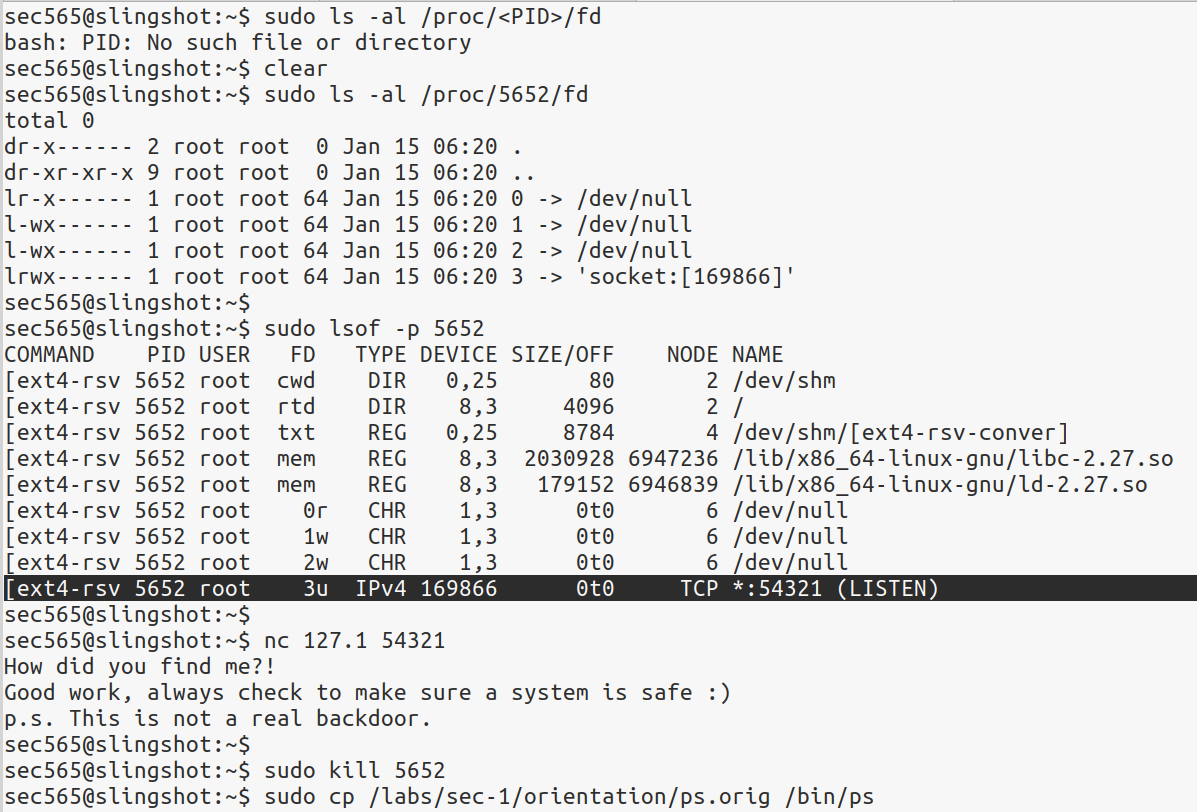 sec565@slingshot:~$ sudo ls -al /proc/<PID>/fd
bash: PID: No such file or directory
sec565@slingshot:~$ clear
sec565@slingshot:~$ sudo ls -al /proc/5652/fd
total 0
dr-x------ 2 root root  0 Jan 15 06:20 .
dr-xr-xr-x 9 root root  0 Jan 15 06:20 ..
lr-x------ 1 root root 64 Jan 15 06:20 0 -> /dev/null
l-wx------ 1 root root 64 Jan 15 06:20 1 -> /dev/null
l-wx------ 1 root root 64 Jan 15 06:20 2 -> /dev/null
lrwx------ 1 root root 64 Jan 15 06:20 3 -> 'socket:[169866]'
sec565@slingshot:~$
sec565@slingshot:~$ sudo lsof -p 5652
COMMAND    PID USER   FD   TYPE DEVICE SIZE/OFF    NODE NAME
[ext4-rsv 5652 root  cwd    DIR   0,25       80       2 /dev/shm
[ext4-rsv 5652 root  rtd    DIR    8,3     4096       2 /
[ext4-rsv 5652 root  txt    REG   0,25     8784       4 /dev/shm/[ext4-rsv-conver]
[ext4-rsv 5652 root  mem    REG    8,3  2030928 6947236 /lib/x86_64-linux-gnu/libc-2.27.so
[ext4-rsv 5652 root  mem    REG    8,3   179152 6946839 /lib/x86_64-linux-gnu/ld-2.27.so
[ext4-rsv 5652 root    0r   CHR    1,3      0t0       6 /dev/null
[ext4-rsv 5652 root    1w   CHR    1,3      0t0       6 /dev/null
[ext4-rsv 5652 root    2w   CHR    1,3      0t0       6 /dev/null
[ext4-rsv 5652 root    3u  IPv4 169866      0t0     TCP *:54321 (LISTEN)
sec565@slingshot:~$
sec565@slingshot:~$ nc 127.1 54321
How did you find me?!
Good work, always check to make sure a system is safe :)
p.s. This is not a real backdoor.
sec565@slingshot:~$
sec565@slingshot:~$ sudo kill 5652
sec565@slingshot:~$ sudo cp /labs/sec-1/orientation/ps.orig /bin/ps